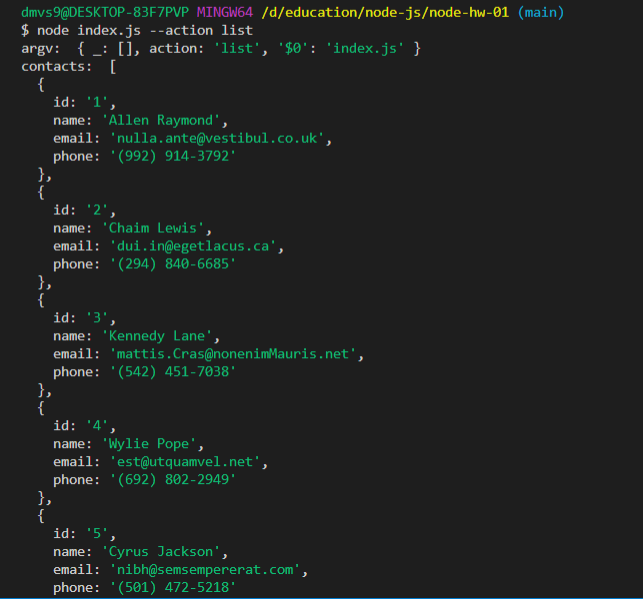 dmvs9@DESKTOP-83F7PVP MINGW64 /d/education/node-js/node-hw-01 (main)
$ node index.js --action list
argv:  { _: [], action: 'list', '$0': 'index.js' }
contacts:  [
  {
    id: '1',
    name: 'Allen Raymond',
    email: 'nulla.ante@vestibul.co.uk',
    phone: '(992) 914-3792'
  },
  {
    id: '2',
    name: 'Chaim Lewis',
    email: 'dui.in@egetlacus.ca',
    phone: '(294) 840-6685'
  },
  {
    id: '3',
    name: 'Kennedy Lane',
    email: 'mattis.Cras@nonenimMauris.net',
    phone: '(542) 451-7038'
  },
  {
    id: '4',
    name: 'Wylie Pope',
    email: 'est@utquamvel.net',
    phone: '(692) 802-2949'
  },
  {
    id: '5',
    name: 'Cyrus Jackson',
    email: 'nibh@semsempererat.com',
    phone: '(501) 472-5218'